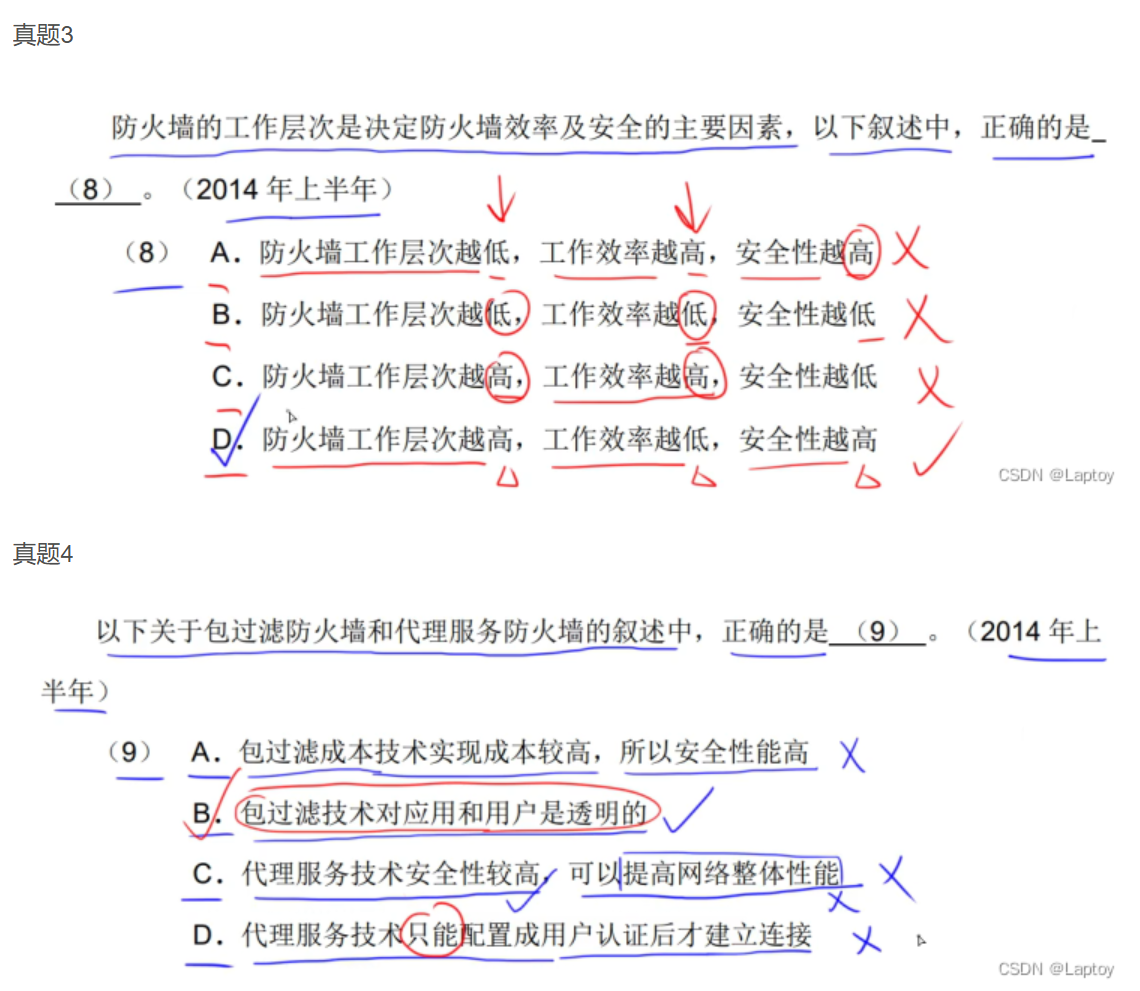 真题3
防火墙的工作层次是决定防火墙效率及安全的主要因素，以下叙述中，正确的是_
（8） 。（2014 年上半年）
（8） A．防火墙工作层次越低，工作效率越高，安全性越高
B．防火墙工作层次越低，工作效率越低，安全性越低
C．防火墙工作层次越高，工作效率越高，安全性越低
D．防火墙工作层次越高，工作效率越低，安全性越高
CSDN @Laptoy
真题4
以下关于包过滤防火墙和代理服务防火墙的叙述中，正确的是 （9） 。（2014 年上
半年）
（9） A．包过滤成本技术实现成本较高，所以安全性能高
B．包过滤技术对应用和用户是透明的
C．代理服务技术安全性较高，可以提高网络整体性能
D．代理服务技术只能配置成用户认证后才建立连接
CSDN @Laptoy